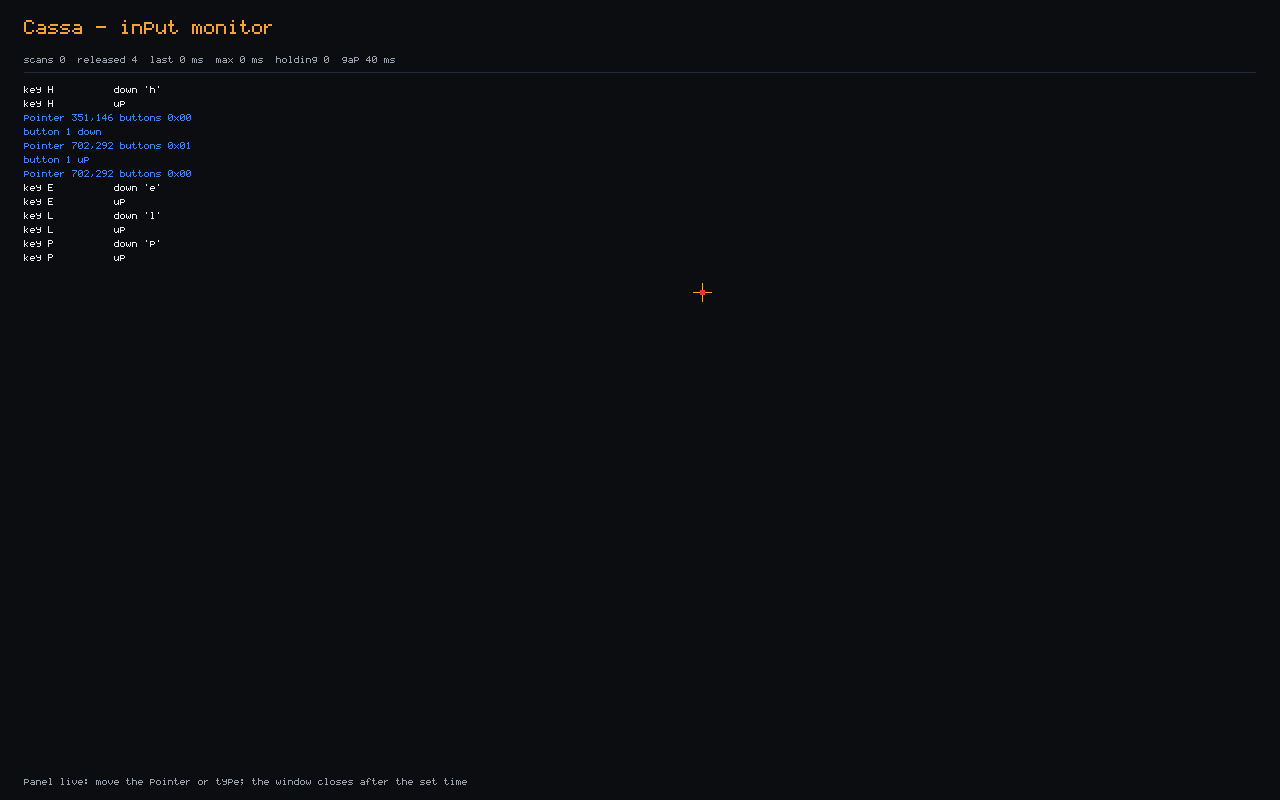 Cassa - input monitor
scans 0 released 4 last 0 ms max 0 ms holding 0 gap 40 ms
key H down 'h'
key H up
Pointer 351,146 buttons 0x00
button 1 down
Pointer 702,292 buttons 0x01
button 1 up
Pointer 702,292 buttons 0x00
key E down 'e'
key E up
key L down 'l'
key L up
key P down 'p'
key P up
Panel live: move the Pointer or type; the window closes after the set time